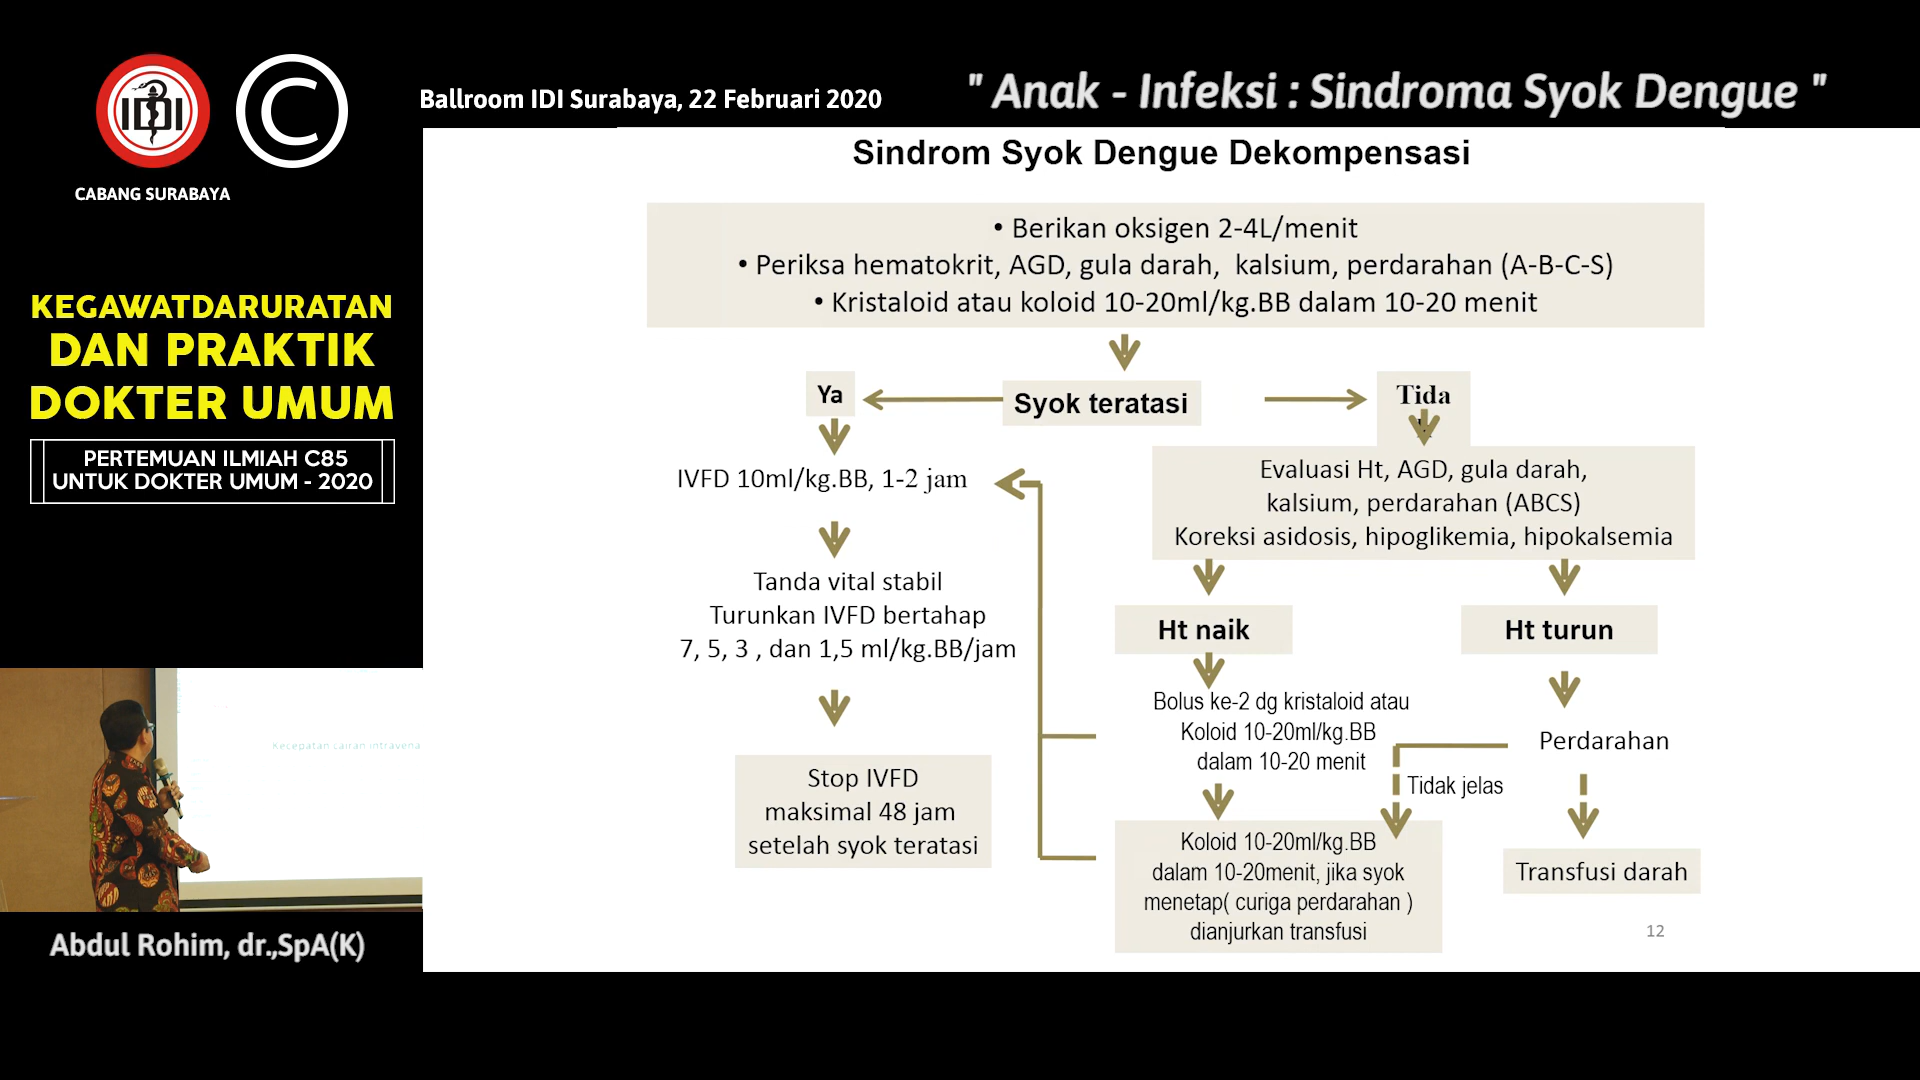 IDI
C
CABANG SURABAYA
Ballroom IDI Surabaya, 22 Februari 2020
" Anak - Infeksi : Sindroma Syok Dengue "
KEGAWATDARURATAN
DAN PRAKTIK
DOKTER UMUM
PERTEMUAN ILMIAH C85
UNTUK DOKTER UMUM - 2020
Kecepatan cairan intravena
Abdul Rohim, dr.,SpA(K)
Sindrom Syok Dengue Dekompensasi
• Berikan oksigen 2-4L/menit
• Periksa hematokrit, AGD, gula darah, kalsium, perdarahan (A-B-C-S)
• Kristaloid atau koloid 10-20ml/kg.BB dalam 10-20 menit
Ya
Syok teratasi
Tida
IVFD 10ml/kg.BB, 1-2 jam
Tanda vital stabil
Turunkan IVFD bertahap
7, 5, 3 , dan 1,5 ml/kg.BB/jam
Stop IVFD
maksimal 48 jam
setelah syok teratasi
Evaluasi Ht, AGD, gula darah,
kalsium, perdarahan (ABCS)
Koreksi asidosis, hipoglikemia, hipokalsemia
Ht naik
Bolus ke-2 dg kristaloid atau
Koloid 10-20ml/kg.BB
dalam 10-20 menit
Koloid 10-20ml/kg.BB
dalam 10-20menit, jika syok
menetap( curiga perdarahan )
dianjurkan transfusi
Ht turun
Perdarahan
Tidak jelas
Transfusi darah
12